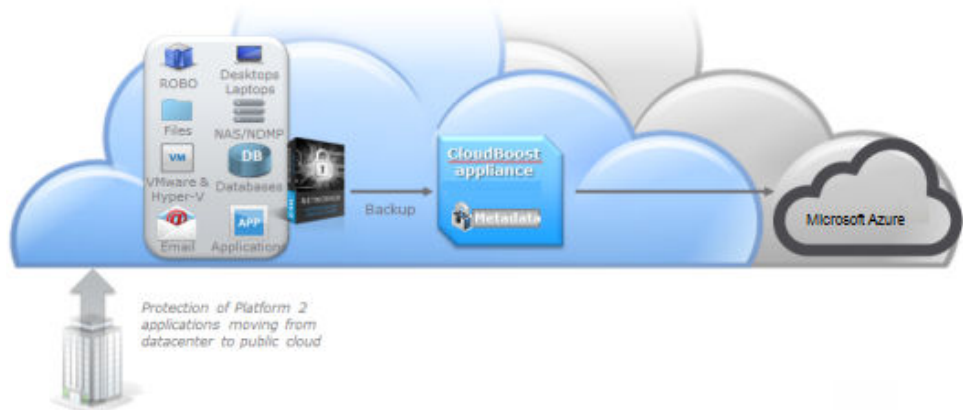 ROBO
Desktops
Laptops
Files
NAS/NDMP
VM
VMware &
Hyper-V
DB
Databases
Email
APP
Applications
Backup
CloudBoost
appliance
Metadata
Microsoft Azure
Protection of Platform 2
applications moving from
datacenter to public cloud